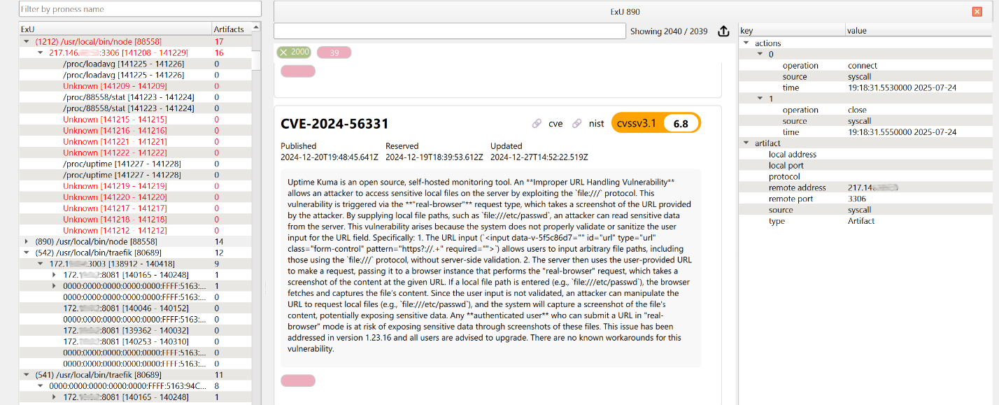 Filter by proness name
ExU Artifacts
(1212) /usr/local/bin/node [88558] 17
217.146. :3306 [141208 - 141229] 16
/proc/loadavg [141225 - 141226] 0
/proc/loadavg [141225 - 141226] 0
Unknown [141209 - 141209] 0
/proc/88558/stat [141223 - 141224] 0
/proc/88558/stat [141223 - 141224] 0
Unknown [141215 - 141215] 0
Unknown [141216 - 141216] 0
Unknown [141221 - 141221] 0
Unknown [141222 - 141222] 0
/proc/uptime [141227 - 141228] 0
/proc/uptime [141227 - 141228] 0
Unknown [141219 - 141219] 0
Unknown [141220 - 141220] 0
Unknown [141217 - 141217] 0
Unknown [141218 - 141218] 0
Unknown [141212 - 141212] 0
(890) /usr/local/bin/node [88558] 14
(542) /usr/local/bin/traefik [80689] 12
172.1 :3003 [138912 - 140418] 9
172. :8081 [140165 - 140248] 1
0000:0000:0000:0000:0000:FFFF:5163:... 1
0000:0000:0000:0000:0000:FFFF:5163:... 0
172. :8081 [140046 - 140152] 0
0000:0000:0000:0000:0000:FFFF:5163:... 0
172. :8081 [139362 - 140032] 0
172. :8081 [140253 - 140310] 0
0000:0000:0000:0000:0000:FFFF:5163:... 0
0000:0000:0000:0000:0000:FFFF:5163:... 0
(541) /usr/local/bin/traefik [80689] 11
0000:0000:0000:0000:0000:FFFF:5163:94C... 8
172. :8081 [140165 - 140248] 1
ExU 890
Showing 2040 / 2039
2000 39
CVE-2024-56331 cve nist cvssv3.1 6.8
Published Reserved Updated
2024-12-20T19:48:45.641Z 2024-12-19T18:39:53.612Z 2024-12-27T14:52:22.519Z
Uptime Kuma is an open source, self-hosted monitoring tool. An **Improper URL Handling Vulnerability**
allows an attacker to access sensitive local files on the server by exploiting the `file:///` protocol. This
vulnerability is triggered via the **"real-browser"** request type, which takes a screenshot of the URL provided
by the attacker. By supplying local file paths, such as `file:///etc/passwd`, an attacker can read sensitive data
from the server. This vulnerability arises because the system does not properly validate or sanitize the user
input for the URL field. Specifically: 1. The URL input (`<input data-v-5f5c86d7="" id="url" type="url"
class="form-control" pattern="https?://.+" required="">`) allows users to input arbitrary file paths, including
those using the `file:///` protocol, without server-side validation. 2. The server then uses the user-provided URL
to make a request, passing it to a browser instance that performs the "real-browser" request, which takes a
screenshot of the content at the given URL. If a local file path is entered (e.g., `file:///etc/passwd`), the browser
fetches and captures the file's content. Since the user input is not validated, an attacker can manipulate the
URL to request local files (e.g., `file:///etc/passwd`), and the system will capture a screenshot of the file's
content, potentially exposing sensitive data. Any **authenticated user** who can submit a URL in "real-
browser" mode is at risk of exposing sensitive data through screenshots of these files. This issue has been
addressed in version 1.23.16 and all users are advised to upgrade. There are no known workarounds for this
vulnerability.
key value
actions
0
operation connect
source syscall
time 19:18:31.5530000 2025-07-24
1
operation close
source syscall
time 19:18:31.5550000 2025-07-24
artifact
local address
local port
protocol
remote address 217.14
remote port 3306
source syscall
type Artifact